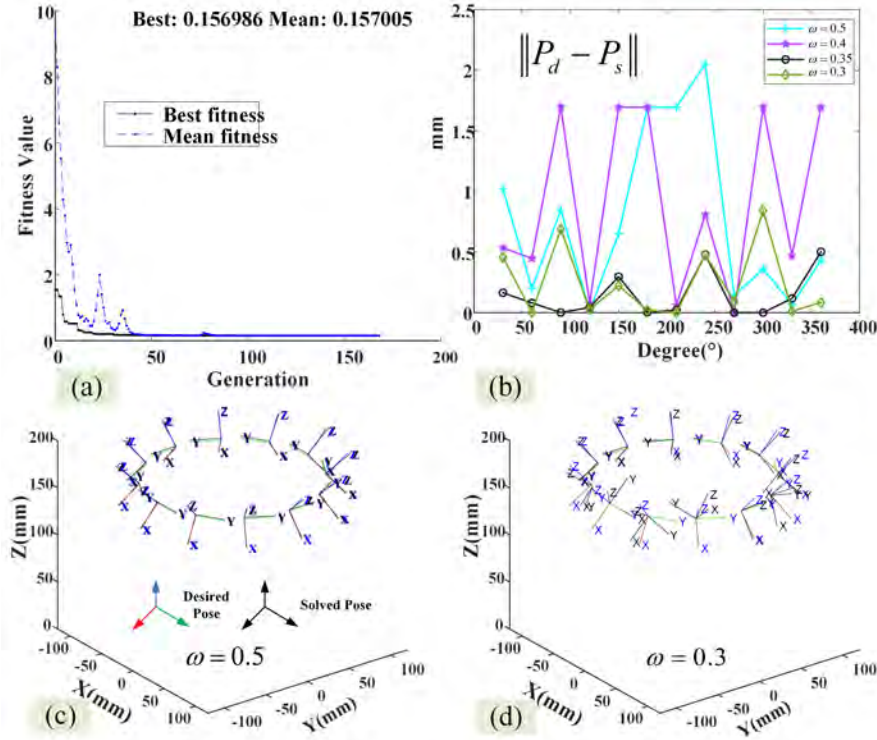 Best: 0.156986 Mean: 0.157005
Best fitness
Mean fitness
Fitness Value
10
8
6
4
2
0
0
50
100
150
200
Generation
(a)
‖P_d − P_s‖
ω = 0.5
ω = 0.4
ω = 0.35
ω = 0.3
mm
2.5
2
1.5
1
0.5
0
0
50
100
150
200
250
300
350
400
Degree(°)
(b)
Z(mm)
200
150
100
50
0
Desired
Pose
Solved Pose
ω = 0.5
-100
-50
0
50
100
X(mm)
-100
-50
0
50
100
Y(mm)
(c)
Z(mm)
200
150
100
50
0
ω = 0.3
-100
-50
0
50
100
X(mm)
-100
-50
0
50
100
Y(mm)
(d)